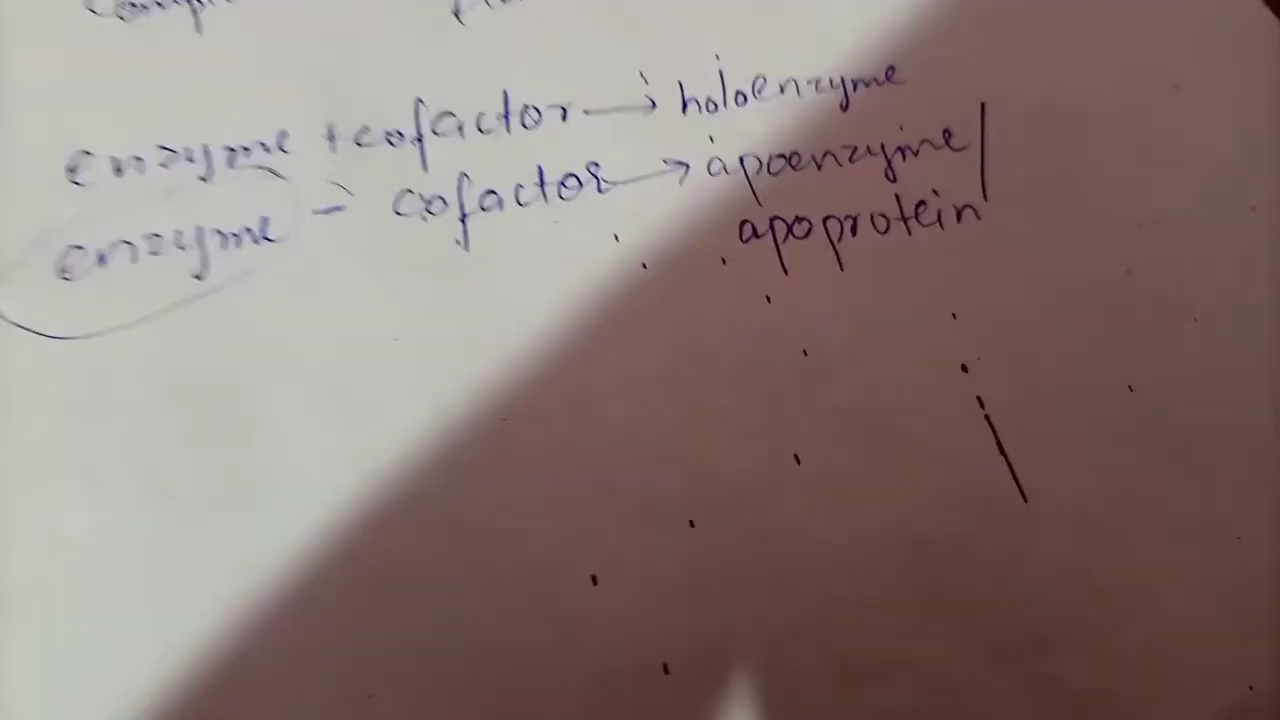 enzyme + cofactor → holoenzyme
enzyme - cofactor → apoenzyme/
apoprotein